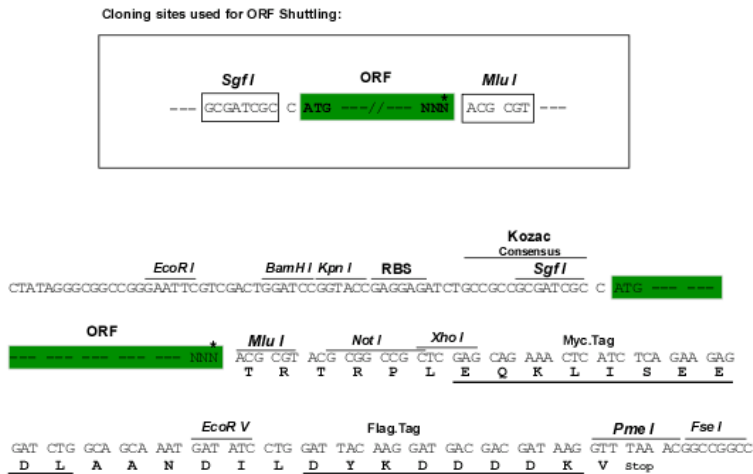 Cloning sites used for ORF Shuttling:
Sgf I ORF Mlu I
--- GCGATCGC C ATG ---//--- NNN * ACG CGT ---
Kozac
Consensus
EcoR I BamH I Kpn I RBS Sgf I
CTATAGGGCGGCCGGGAATTCGTCGACTGGATCCGGTACCGAGGAGATCTGCCGCCGCGATCGC C ATG --- ---
ORF Mlu I Not I Xho I Myc.Tag
--- --- --- --- --- NNN * ACG CGT ACG CGG CCG CTC GAG CAG AAA CTC ATC TCA GAA GAG
T R T R P L E Q K L I S E E
EcoR V Flag.Tag Pme I Fse I
GAT CTG GCA GCA AAT GAT ATC CTG GAT TAC AAG GAT GAC GAC GAT AAG GTT TAA ACGGCCGGCC
D L A A N D I L D Y K D D D D K V Stop